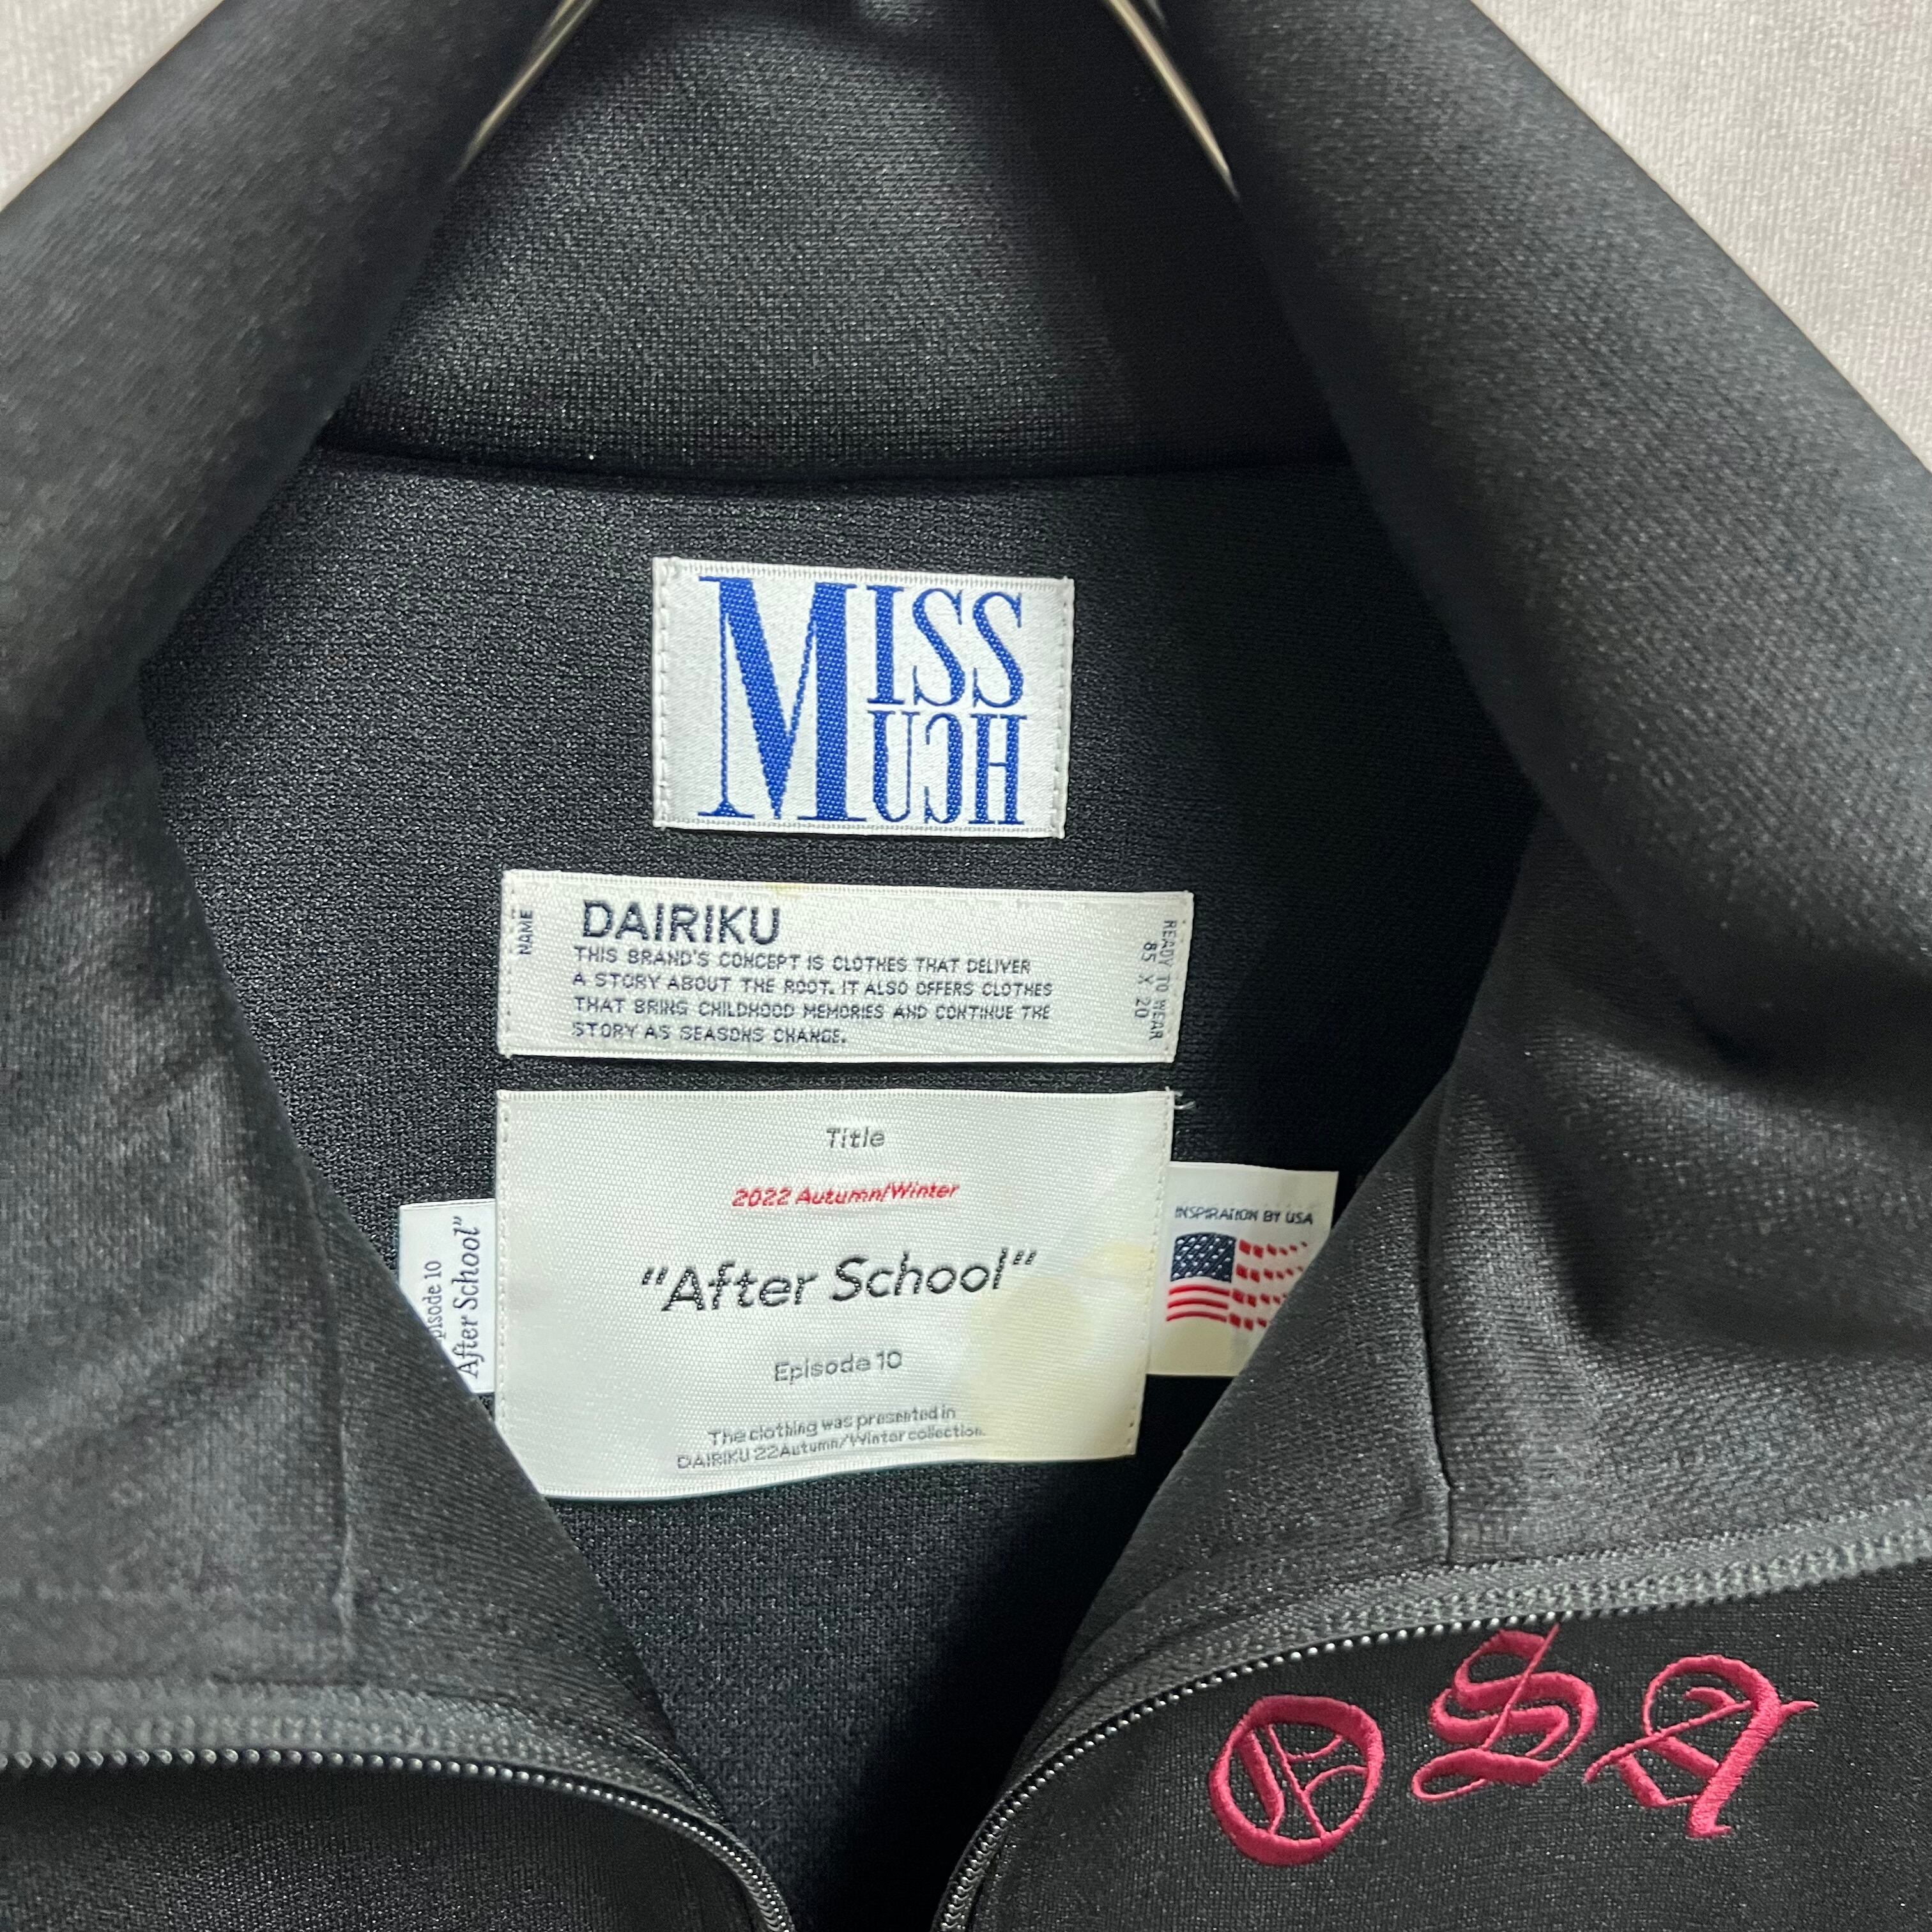 MISS
MUCH
NAME
DAIRIKU
THIS BRAND'S CONCEPT IS CLOTHES THAT DELIVER
A STORY ABOUT THE ROOT. IT ALSO OFFERS CLOTHES
THAT BRING CHILDHOOD MEMORIES AND CONTINUE THE
STORY AS SEASONS CHANGE.
READY TO WEAR
85 X 20
Title
2022 Autumn/Winter
"After School"
Episode 10
The clothing was presented in
DAIRIKU 22Autumn/Winter collection.
pisode 10
After School"
INSPIRATION BY USA
OSA